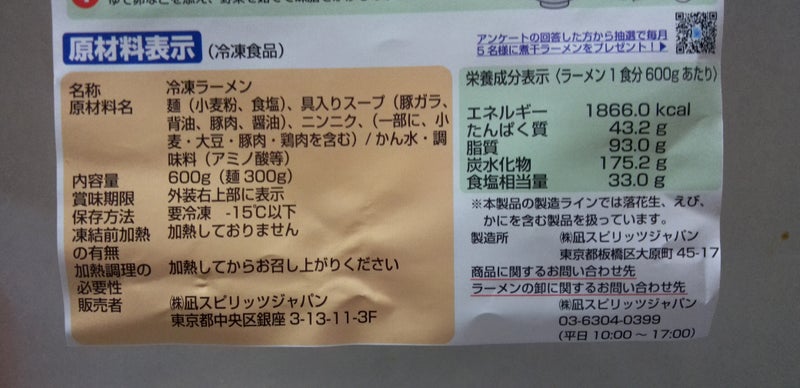 原材料表示 (冷凍食品)
アンケートの回答した方から抽選で毎月
5名様に煮干ラーメンをプレゼント！▶
名称 冷凍ラーメン
原材料名 麺（小麦粉、食塩）、具入りスープ（豚ガラ、
背油、豚肉、醤油）、ニンニク、（一部に、小
麦・大豆・豚肉・鶏肉を含む）/ かん水・調
味料（アミノ酸等）
内容量 600g（麺 300g）
賞味期限 外装右上部に表示
保存方法 要冷凍 -15℃以下
凍結前加熱 加熱しておりません
の有無
加熱調理の 加熱してからお召し上がりください
必要性
販売者 ㈱凪スピリッツジャパン
東京都中央区銀座 3-13-11-3F
栄養成分表示（ラーメン１食分 600g あたり）
エネルギー 1866.0 kcal
たんぱく質 43.2 g
脂質 93.0 g
炭水化物 175.2 g
食塩相当量 33.0 g
※本製品の製造ラインでは落花生、えび、
かにを含む製品を扱っています。
製造所 ㈱凪スピリッツジャパン
東京都板橋区大原町 45-17
商品に関するお問い合わせ先
ラーメンの卸に関するお問い合わせ先
㈱凪スピリッツジャパン
03-6304-0399
（平日 10:00 〜 17:00）